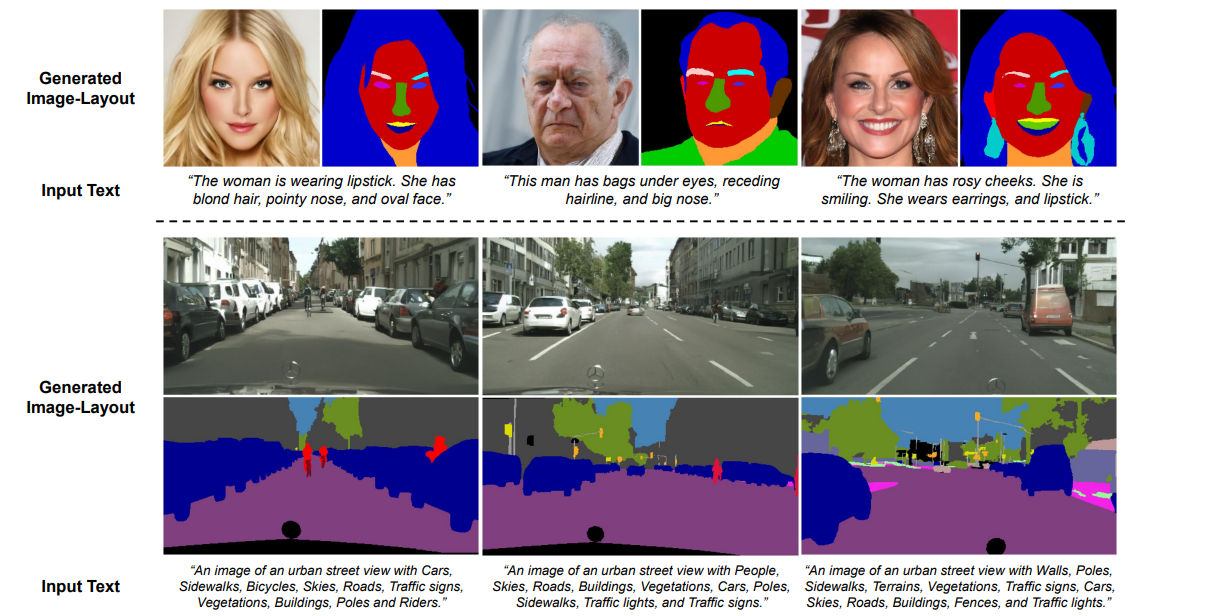 Generated
Image-Layout
Input Text
“The woman is wearing lipstick. She has
blond hair, pointy nose, and oval face.”
“This man has bags under eyes, receding
hairline, and big nose.”
“The woman has rosy cheeks. She is
smiling. She wears earrings, and lipstick.”
Generated
Image-Layout
Input Text
“An image of an urban street view with Cars,
Sidewalks, Bicycles, Skies, Roads, Traffic signs,
Vegetations, Buildings, Poles and Riders.”
“An image of an urban street view with People,
Skies, Roads, Buildings, Vegetations, Cars, Poles,
Sidewalks, Traffic lights, and Traffic signs.”
“An image of an urban street view with Walls, Poles,
Sidewalks, Terrains, Vegetations, Traffic signs, Cars,
Skies, Roads, Buildings, Fences, and Traffic lights.”